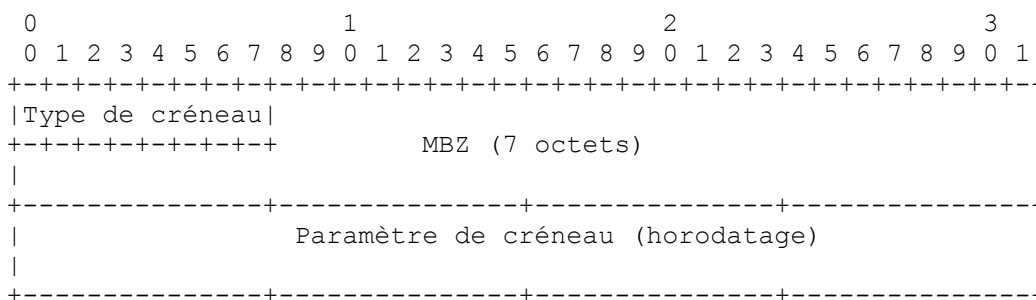 0                   1                   2                   3
0 1 2 3 4 5 6 7 8 9 0 1 2 3 4 5 6 7 8 9 0 1 2 3 4 5 6 7 8 9 0 1
+-+-+-+-+-+-+-+-+-+-+-+-+-+-+-+-+-+-+-+-+-+-+-+-+-+-+-+-+-+-+-+-
|Type de créneau|
+-+-+-+-+-+-+-+-+         MBZ (7 octets)
|
+---------------+---------------+---------------+---------------
|                 Paramètre de créneau (horodatage)
|
+---------------+---------------+---------------+---------------